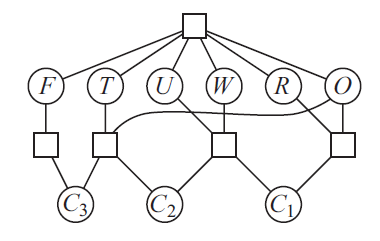 F T U W R O
C₃ C₂ C₁